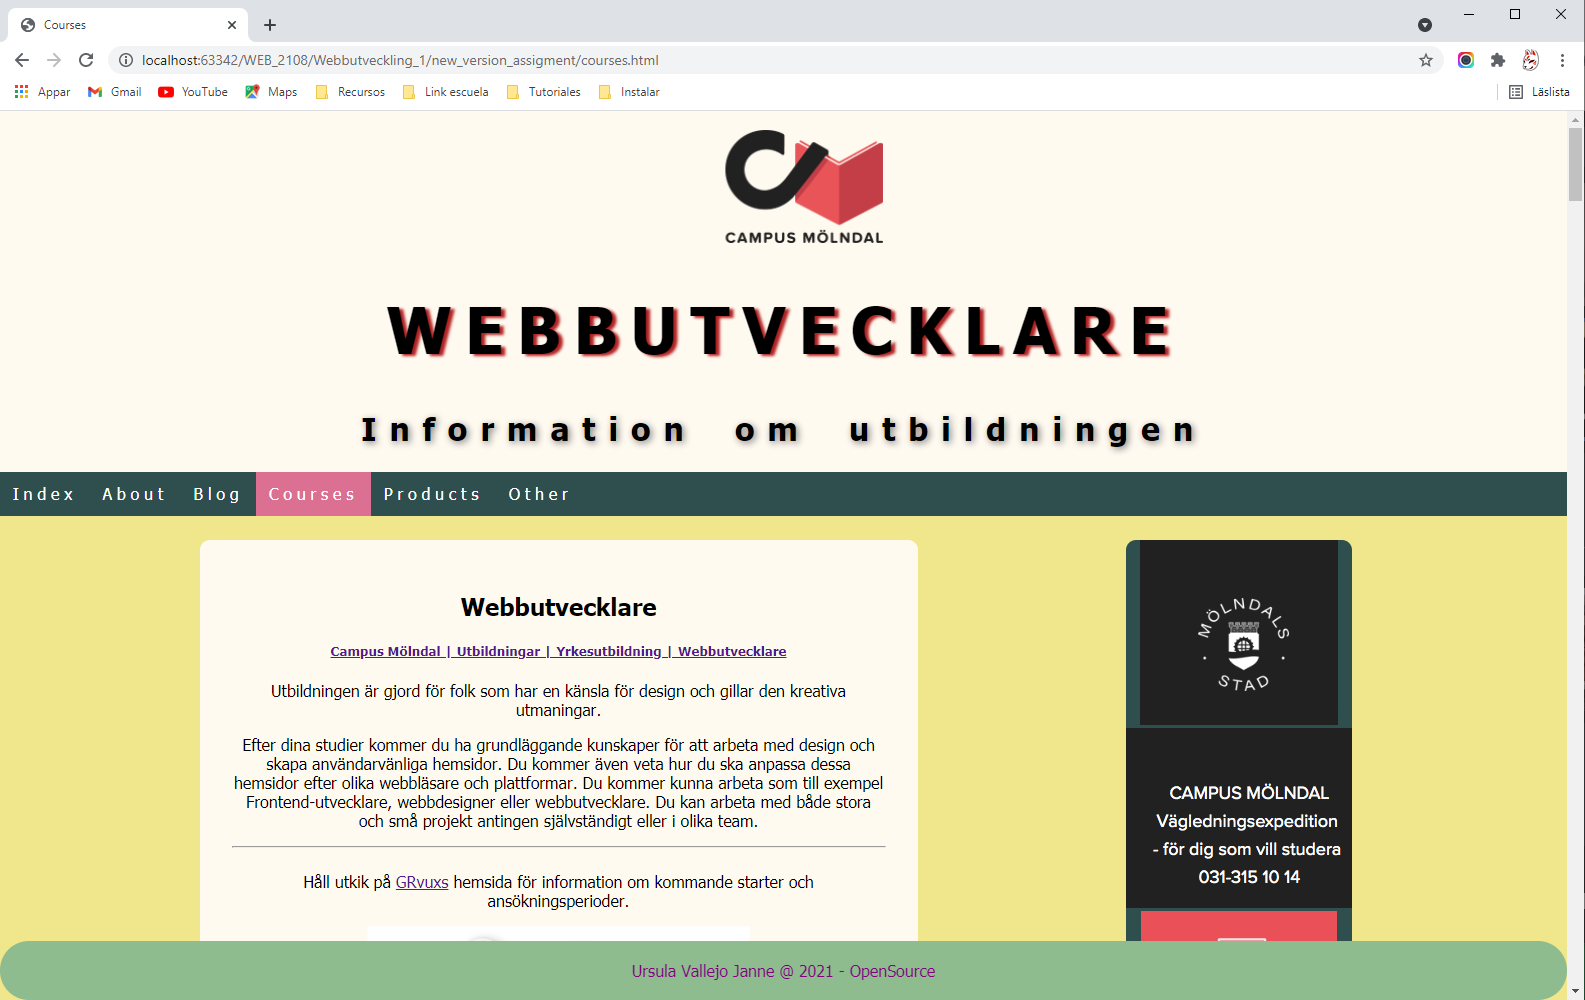 Courses
localhost:63342/WEB_2108/Webbutveckling_1/new_version_assigment/courses.html
Appar Gmail YouTube Maps Recursos Link escuela Tutoriales Instalar Läslista
CAMPUS MÖLNDAL
WEBBUTVECKLARE
Information om utbildningen
Index About Blog Courses Products Other
Webbutvecklare
Campus Mölndal | Utbildningar | Yrkesutbildning | Webbutvecklare
Utbildningen är gjord för folk som har en känsla för design och gillar den kreativa
utmaningar.
Efter dina studier kommer du ha grundläggande kunskaper för att arbeta med design och
skapa användarvänliga hemsidor. Du kommer även veta hur du ska anpassa dessa
hemsidor efter olika webbläsare och plattformar. Du kommer kunna arbeta som till exempel
Frontend-utvecklare, webbdesigner eller webbutvecklare. Du kan arbeta med både stora
och små projekt antingen självständigt eller i olika team.
Håll utkik på GRvuxs hemsida för information om kommande starter och
ansökningsperioder.
MÖLNDALS
STAD
CAMPUS MÖLNDAL
Vägledningsexpedition
- för dig som vill studera
031-315 10 14
Ursula Vallejo Janne @ 2021 - OpenSource